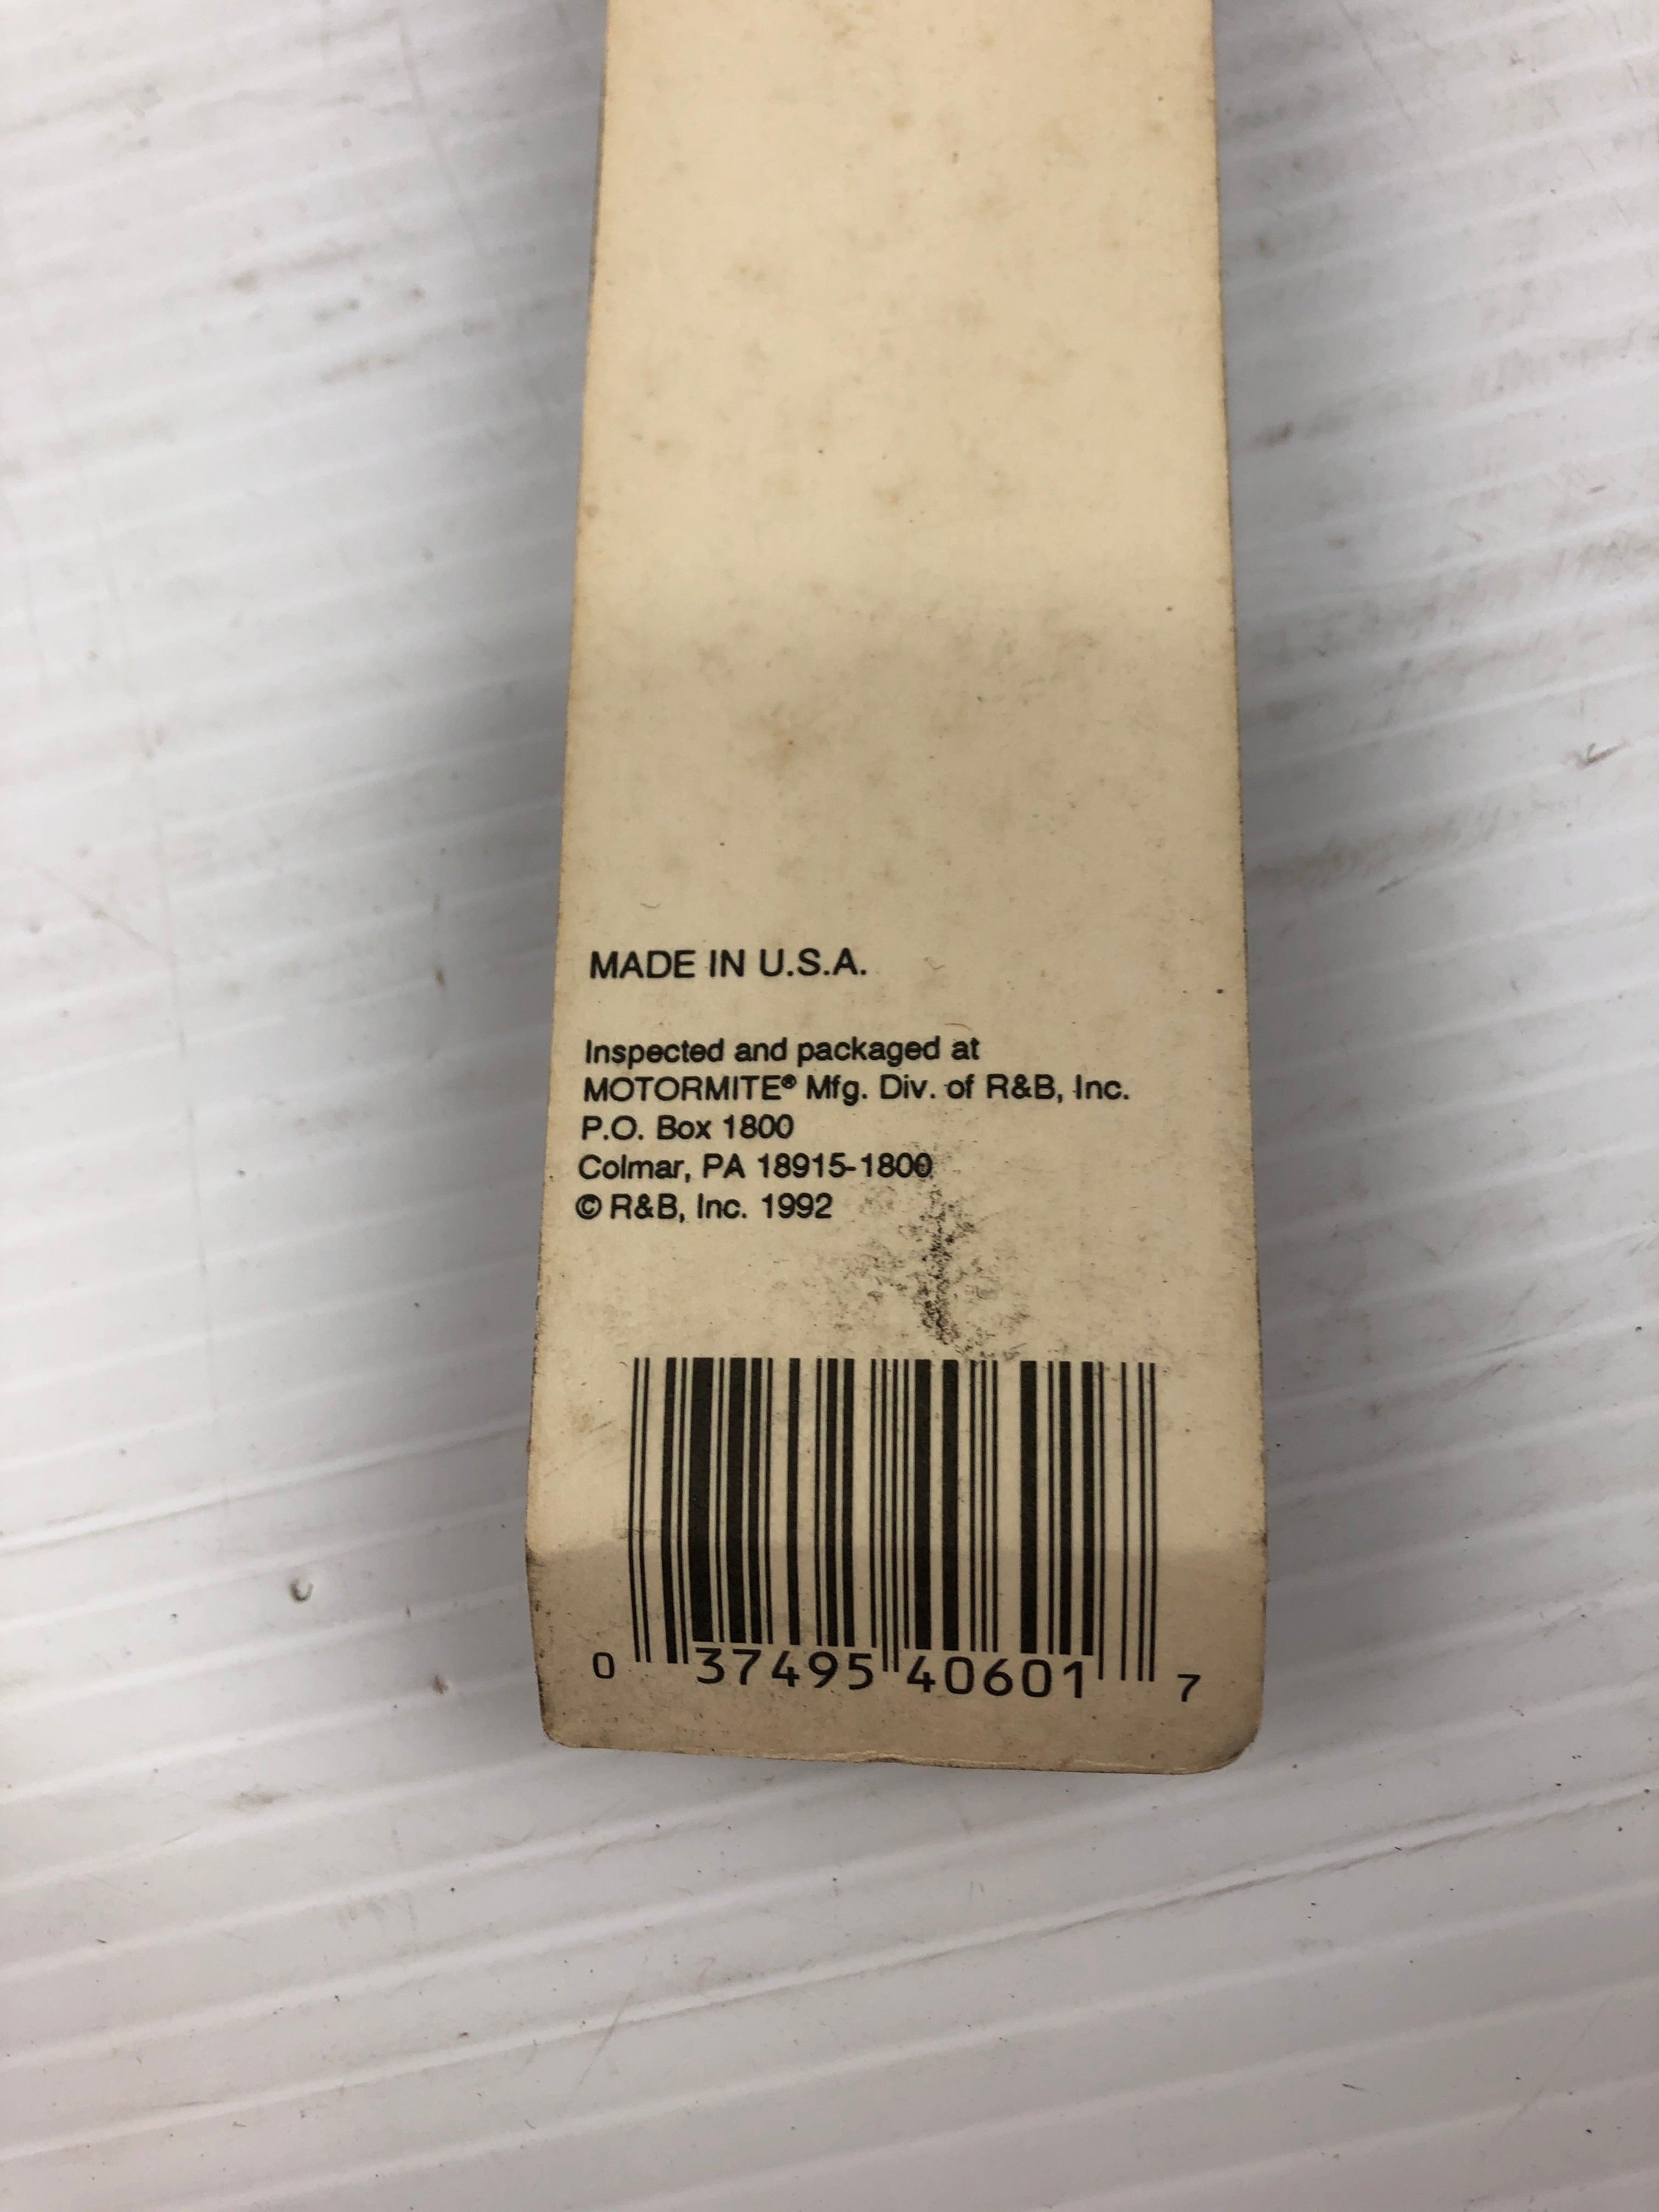 MADE IN U.S.A.
Inspected and packaged at
MOTORMITE® Mfg. Div. of R&B, Inc.
P.O. Box 1800
Colmar, PA 18915-1800
© R&B, Inc. 1992
0 37495 40601 7